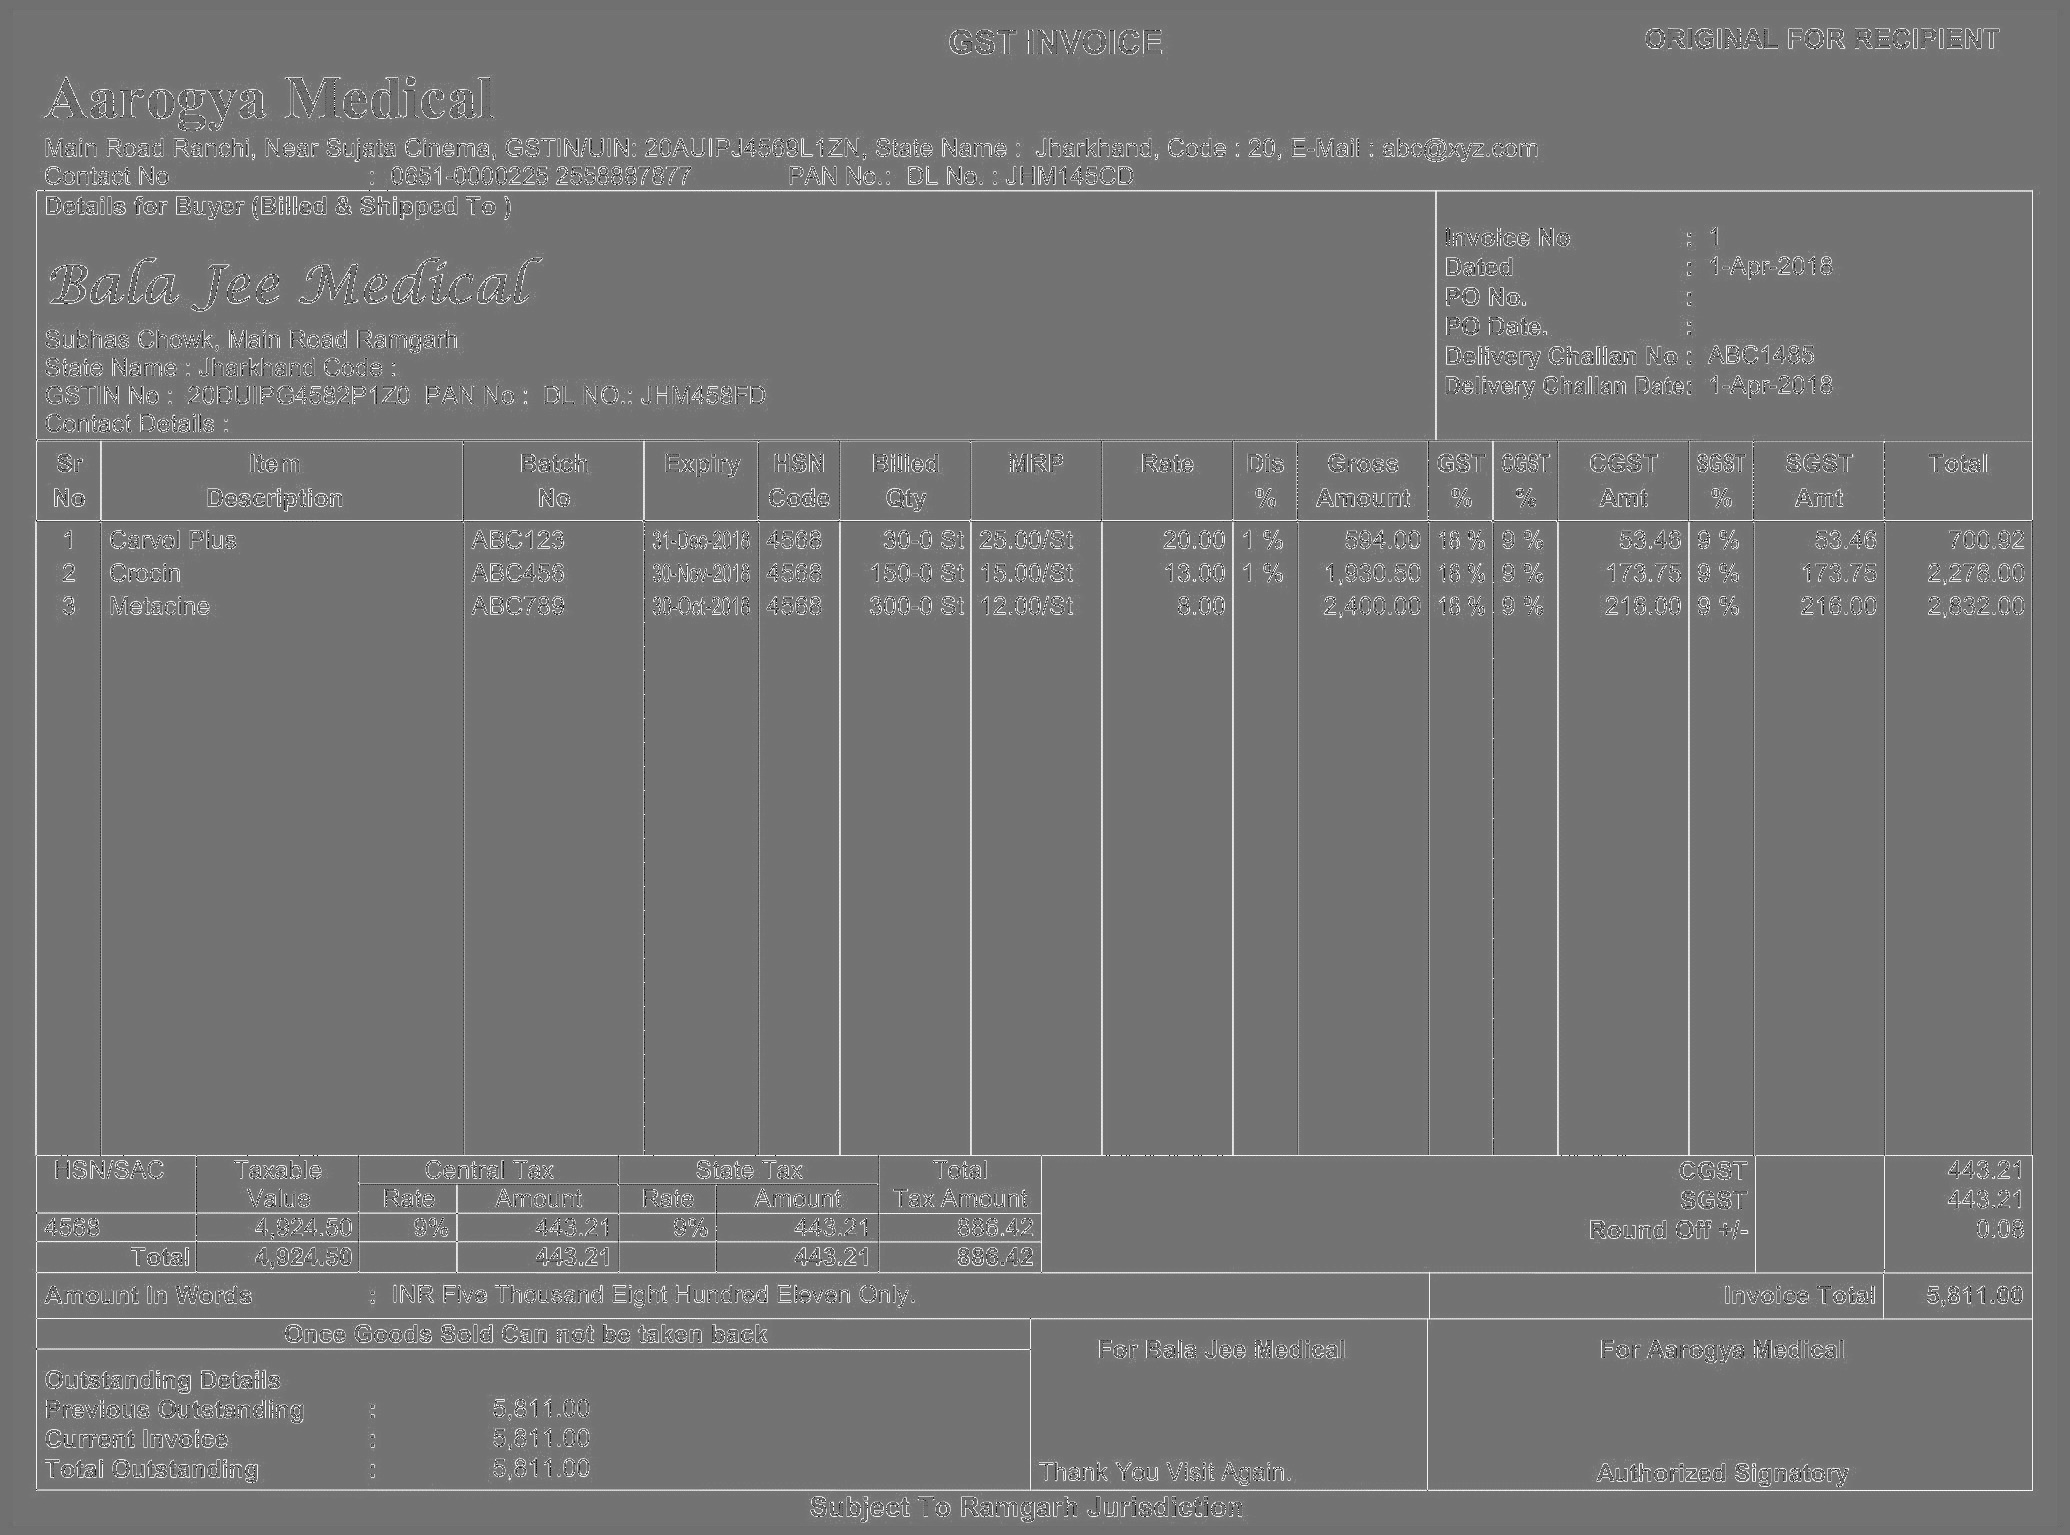 GST INVOICE
ORIGINAL FOR RECIPIENT
Aarogya Medical
Main Road Ranchi, Near Sujata Cinema, GSTIN/UIN: 20AUIPJ4569L1ZN, State Name : Jharkhand, Code : 20, E-Mail : abc@xyz.com
Contact No : 0651-0000225 2558887877 PAN No.: DL No. : JHM145CD
Details for Buyer (Billed & Shipped To )
Bala Jee Medical
Subhas Chowk, Main Road Ramgarh
State Name : Jharkhand Code :
GSTIN No : 20DUIPG4582P1Z0 PAN No : DL NO.: JHM458FD
Contact Details :
Invoice No : 1
Dated : 1-Apr-2018
PO No. :
PO Date. :
Delivery Challan No : ABC1485
Delivery Challan Date: 1-Apr-2018
Sr Item Batch Expiry HSN Billed MRP Rate Dis Gross GST CGST CGST SGST SGST Total
No Description No Code Qty % Amount % % Amt % Amt
1 Carvol Plus ABC123 31-Dec-2018 4568 30-0 St 25.00/St 20.00 1 % 594.00 18 % 9 % 53.46 9 % 53.46 700.92
2 Crocin ABC456 30-Nov-2018 4568 150-0 St 15.00/St 13.00 1 % 1,930.50 18 % 9 % 173.75 9 % 173.75 2,278.00
3 Metacine ABC789 30-Oct-2018 4568 300-0 St 12.00/St 8.00 2,400.00 18 % 9 % 216.00 9 % 216.00 2,832.00
HSN/SAC Taxable Central Tax State Tax Total
Value Rate Amount Rate Amount Tax Amount
4568 4,924.50 9% 443.21 9% 443.21 886.42
Total 4,924.50 443.21 443.21 886.42
CGST 443.21
SGST 443.21
Round Off +/- 0.08
Amount In Words : INR Five Thousand Eight Hundred Eleven Only.
Invoice Total 5,811.00
Once Goods Sold Can not be taken back
Outstanding Details
Previous Outstanding : 5,811.00
Current Invoice : 5,811.00
Total Outstanding : 5,811.00
For Bala Jee Medical
Thank You Visit Again.
For Aarogya Medical
Authorized Signatory
Subject To Ramgarh Jurisdiction